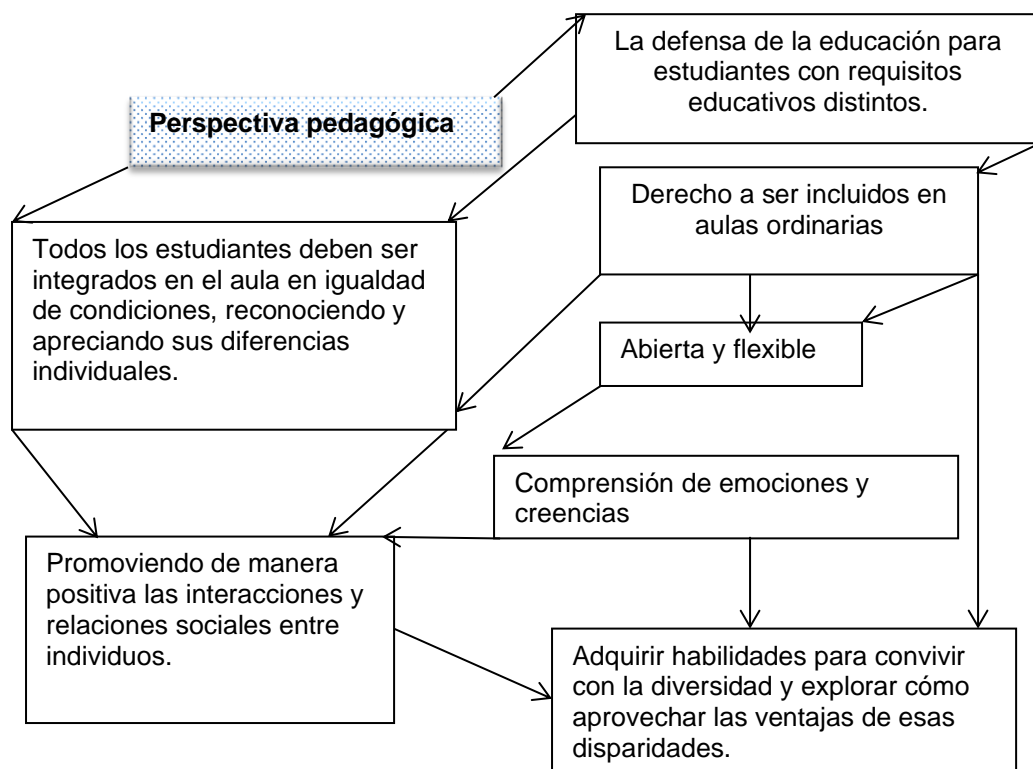 La defensa de la educación para
estudiantes con requisitos
educativos distintos.
Perspectiva pedagógica
Derecho a ser incluidos en
aulas ordinarias
Todos los estudiantes deben ser
integrados en el aula en igualdad
de condiciones, reconociendo y
apreciando sus diferencias
individuales.
Abierta y flexible
Comprensión de emociones y
creencias
Promoviendo de manera
positiva las interacciones y
relaciones sociales entre
individuos.
Adquirir habilidades para convivir
con la diversidad y explorar cómo
aprovechar las ventajas de esas
disparidades.